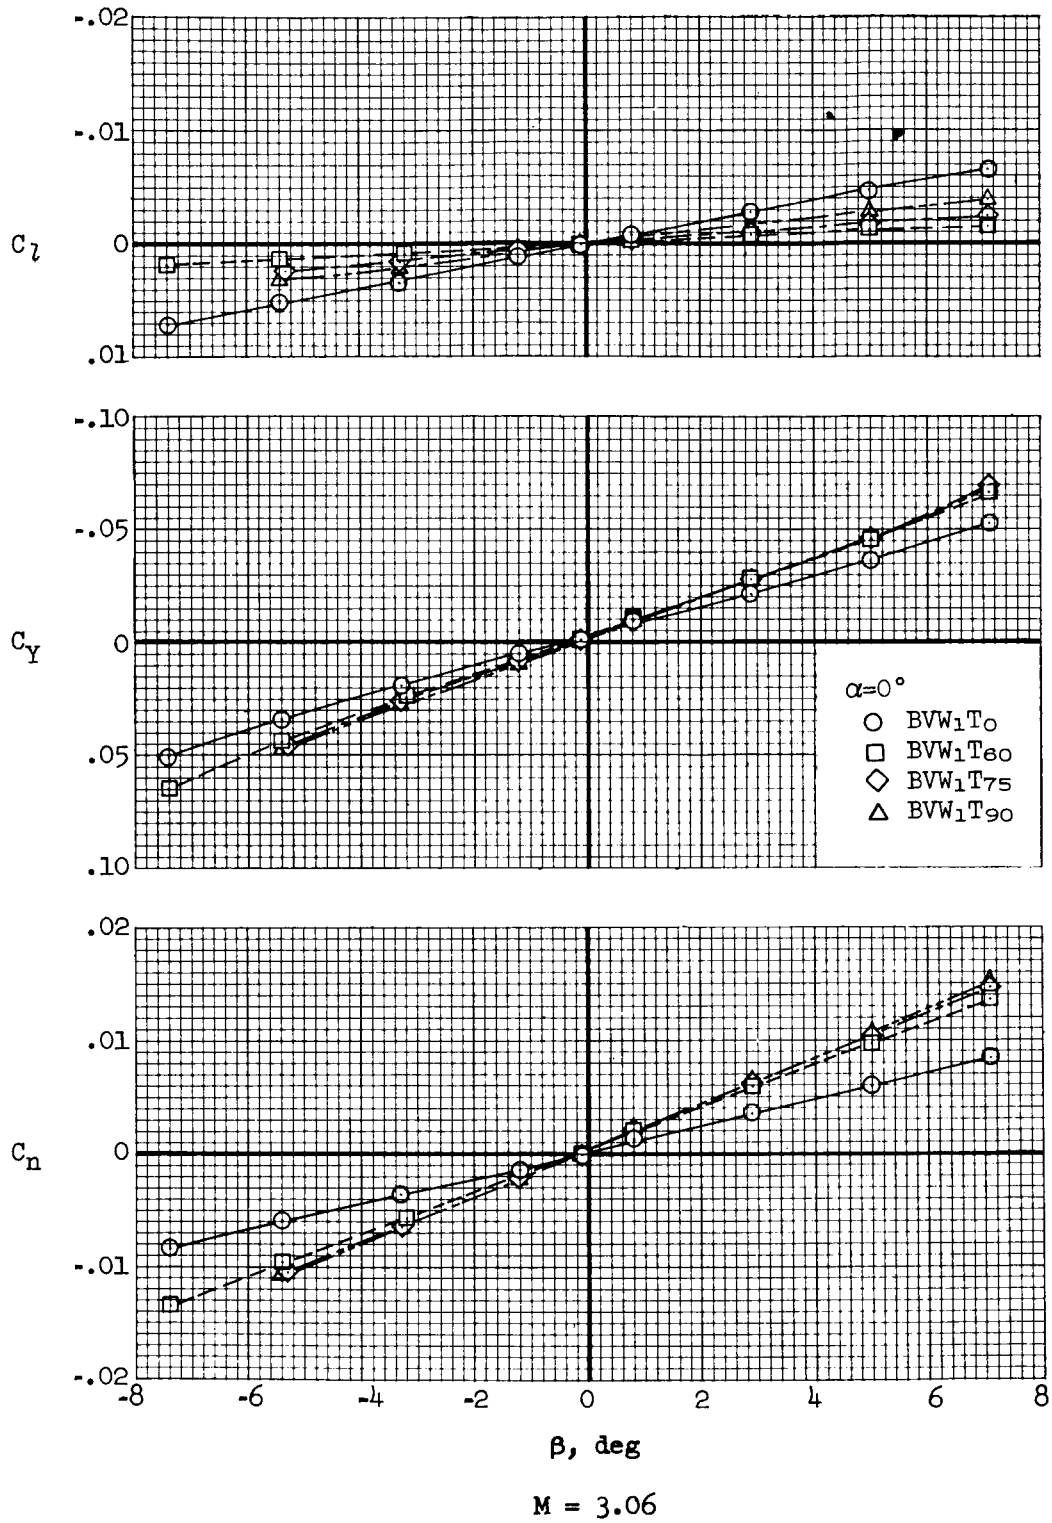 -.02
-.01
C_l 0
.01
-.10
-.05
C_Y 0
.05
.10
α=0°
○ BVW₁T₀
□ BVW₁T₆₀
◇ BVW₁T₇₅
△ BVW₁T₉₀
.02
.01
C_n 0
-.01
-.02
-8 -6 -4 -2 0 2 4 6 8
β, deg
M = 3.06